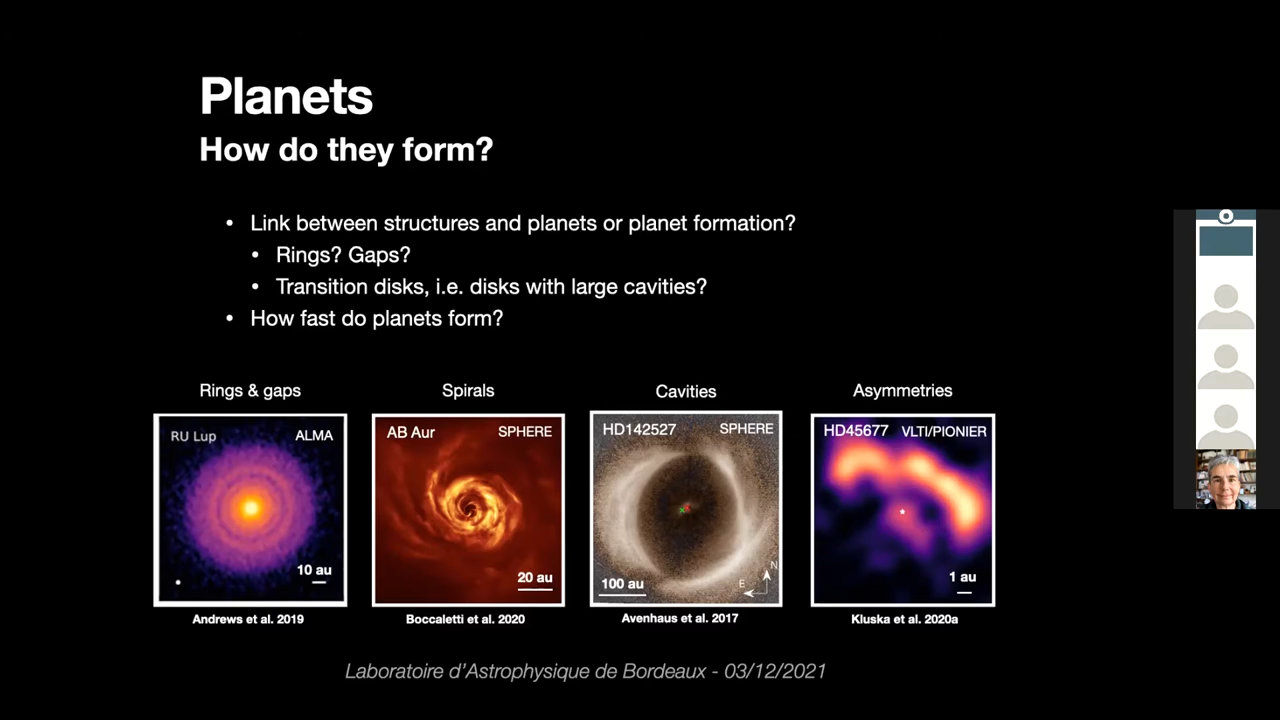 Planets
How do they form?
• Link between structures and planets or planet formation?
• Rings? Gaps?
• Transition disks, i.e. disks with large cavities?
• How fast do planets form?
Rings & gaps
Spirals
Cavities
Asymmetries
RU Lup
ALMA
10 au
AB Aur
SPHERE
20 au
HD142527
SPHERE
100 au
N
E
HD45677
VLTI/PIONIER
1 au
Andrews et al. 2019
Boccaletti et al. 2020
Avenhaus et al. 2017
Kluska et al. 2020a
Laboratoire d'Astrophysique de Bordeaux - 03/12/2021